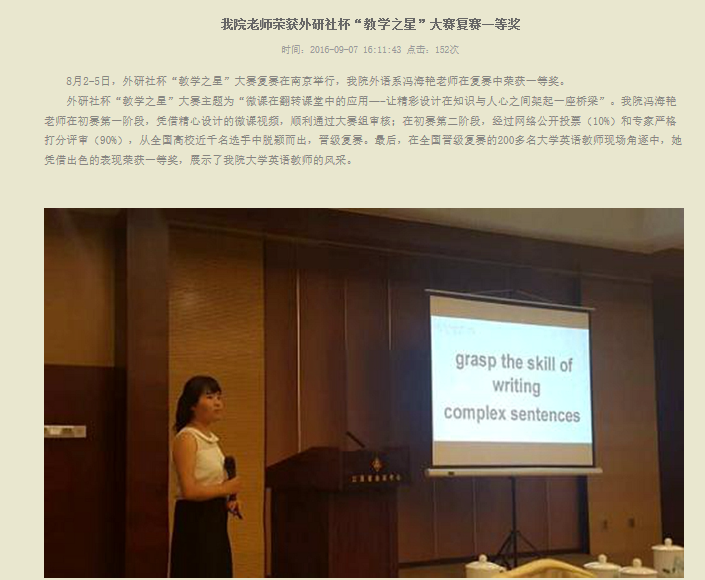 我院老师荣获外研社杯“教学之星”大赛复赛一等奖
时间：2016-09-07 16:11:43 点击：152次
8月2-5日，外研社杯“教学之星”大赛复赛在南京举行，我院外语系冯海艳老师在复赛中荣获一等奖。
外研社杯“教学之星”大赛主题为“微课在翻转课堂中的应用——让精彩设计在知识与人心之间架起一座桥梁”。我院冯海艳
老师在初赛第一阶段，凭借精心设计的微课视频，顺利通过大赛组审核；在初赛第二阶段，经过网络公开投票（10%）和专家严格
打分评审（90%），从全国高校近千名选手中脱颖而出，晋级复赛。最后，在全国晋级复赛的200多名大学英语教师现场角逐中，她
凭借出色的表现荣获一等奖，展示了我院大学英语教师的风采。
grasp the skill of
writing
complex sentences